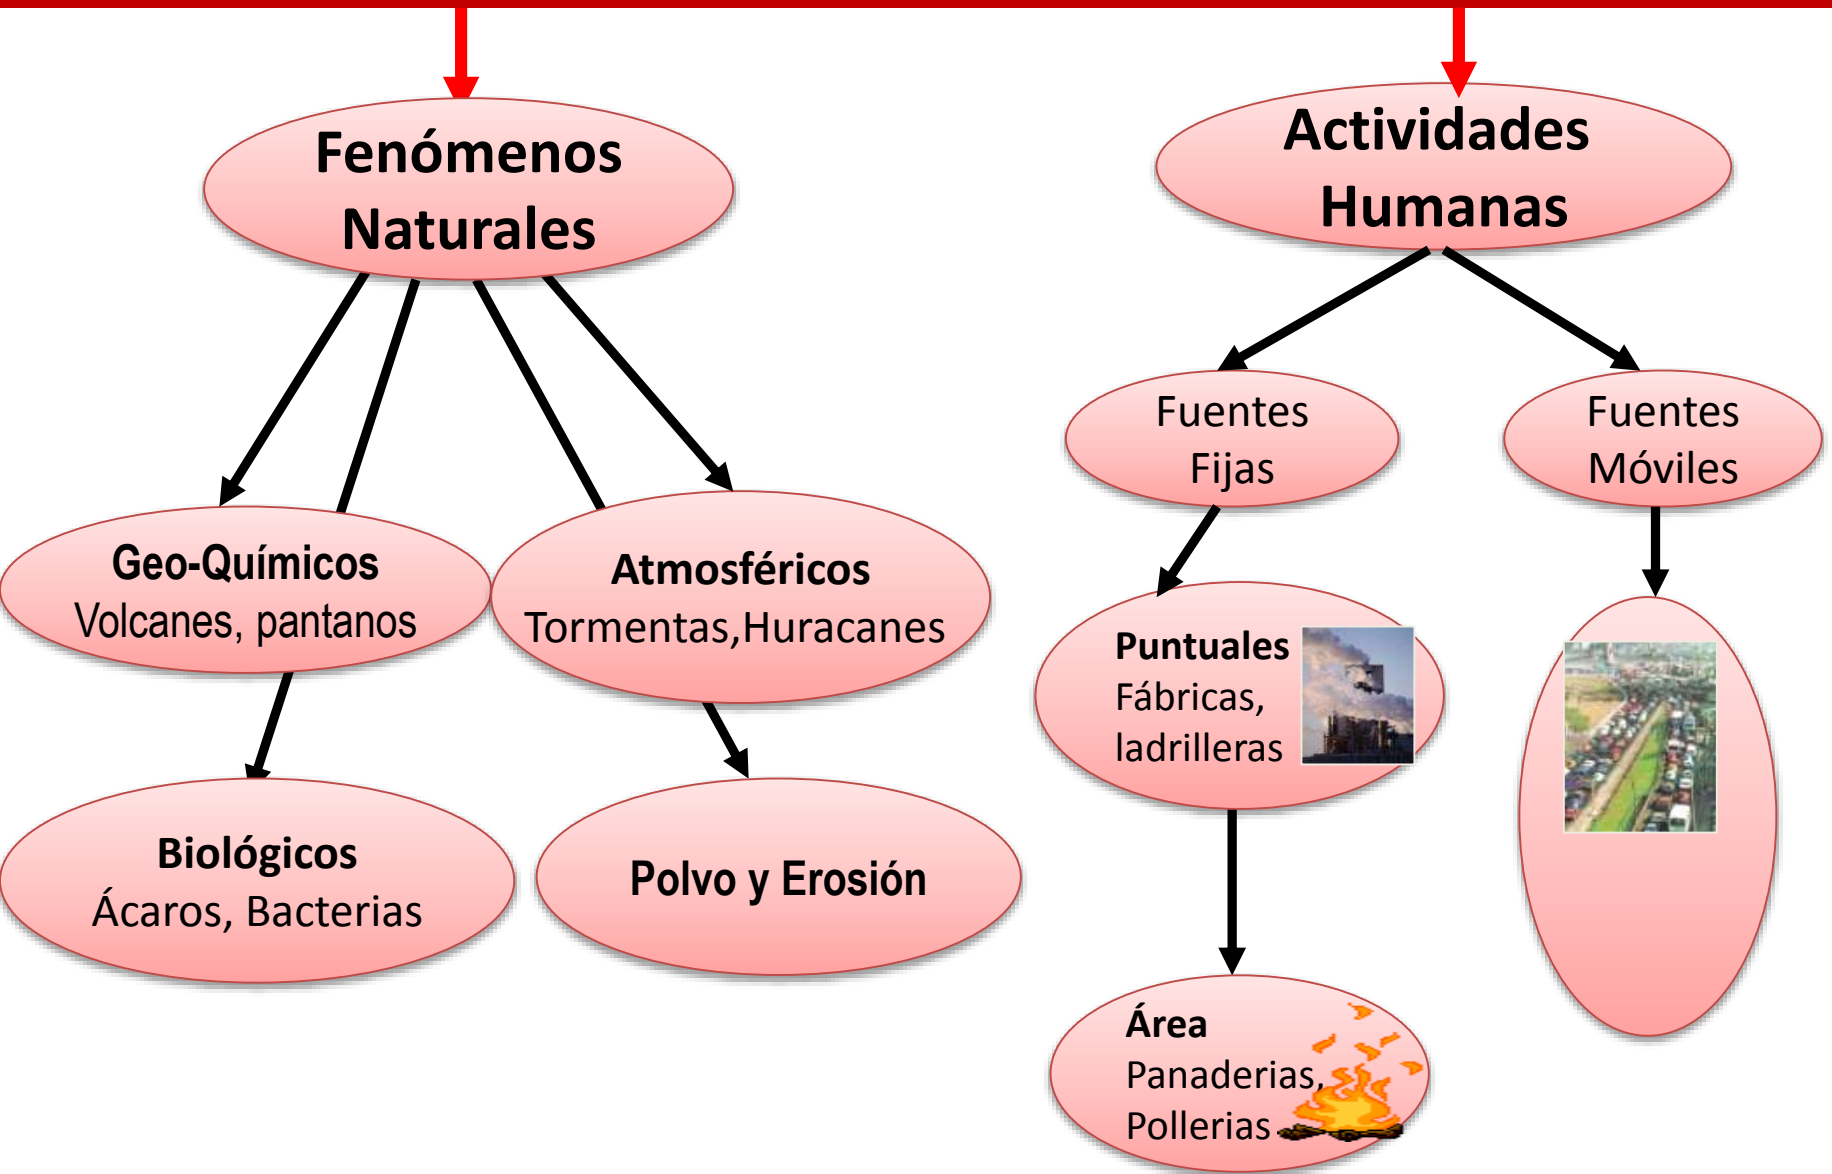 Fenómenos
Naturales
Actividades
Humanas
Fuentes
Fijas
Fuentes
Móviles
Geo-Químicos
Volcanes, pantanos
Atmosféricos
Tormentas,Huracanes
Puntuales
Fábricas,
ladrilleras
Biológicos
Ácaros, Bacterias
Polvo y Erosión
Área
Panaderias,
Pollerias